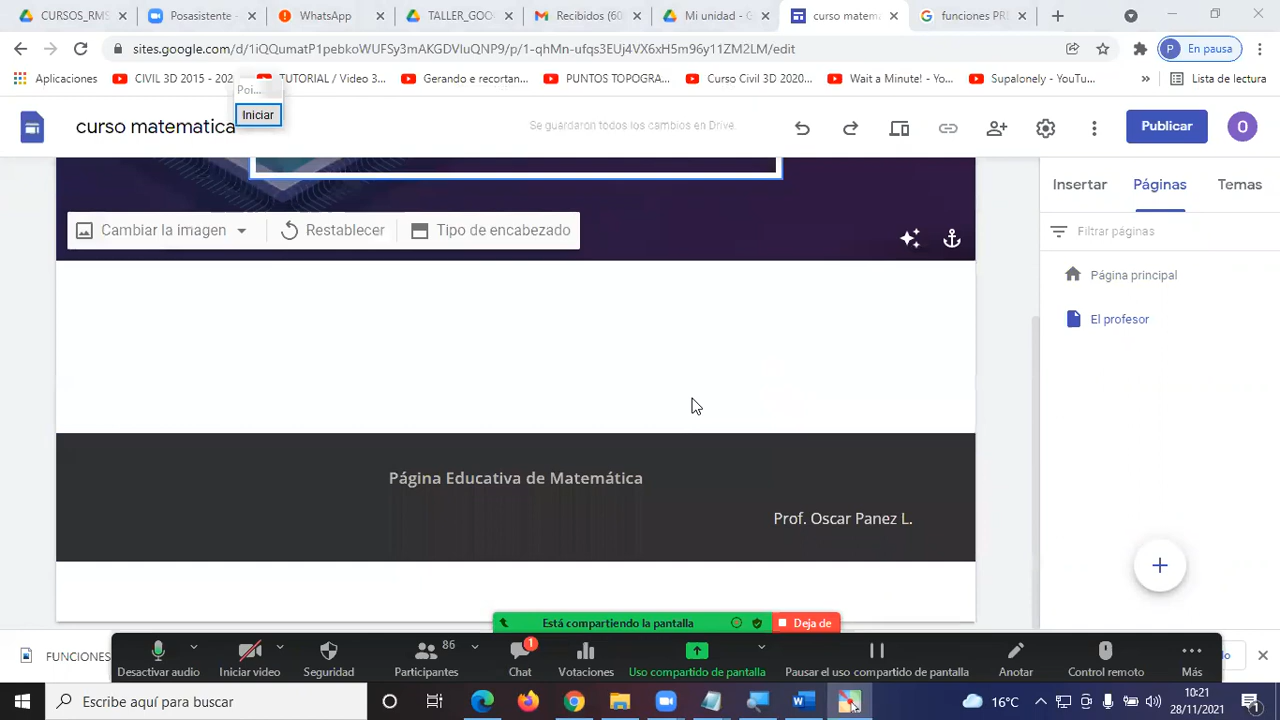 CURSOS_RMS
Posasistente -
WhatsApp
TALLER_GOO
Recibidos (60
Mi unidad - G
curso matem
funciones PR
sites.google.com/d/1iQQumatP1pebkoWUFSy3mAKGDVIuQNP9/p/1-qhMn-ufqs3EUj4VX6xH5m96y11ZM2LM/edit
P En pausa
Aplicaciones
CIVIL 3D 2015 - 202
TUTORIAL / Video 3...
Gerando e recortan...
PUNTOS TOPOGRA...
Curso Civil 3D 2020...
Wait a Minute! - Yo...
Supalonely - YouTu...
»
Lista de lectura
Poi...
Iniciar
curso matematica
Se guardaron todos los cambios en Drive.
Publicar
O
Insertar
Páginas
Temas
Cambiar la imagen
Restablecer
Tipo de encabezado
Filtrar páginas
Página principal
El profesor
Página Educativa de Matemática
Prof. Oscar Panez L.
Está compartiendo la pantalla
Deja de
FUNCIONES
Desactivar audio
Iniciar video
Seguridad
86
Participantes
1
Chat
Votaciones
Uso compartido de pantalla
Pausar el uso compartido de pantalla
Anotar
Control remoto
Más
Escribe aquí para buscar
16°C
10:21
28/11/2021
1